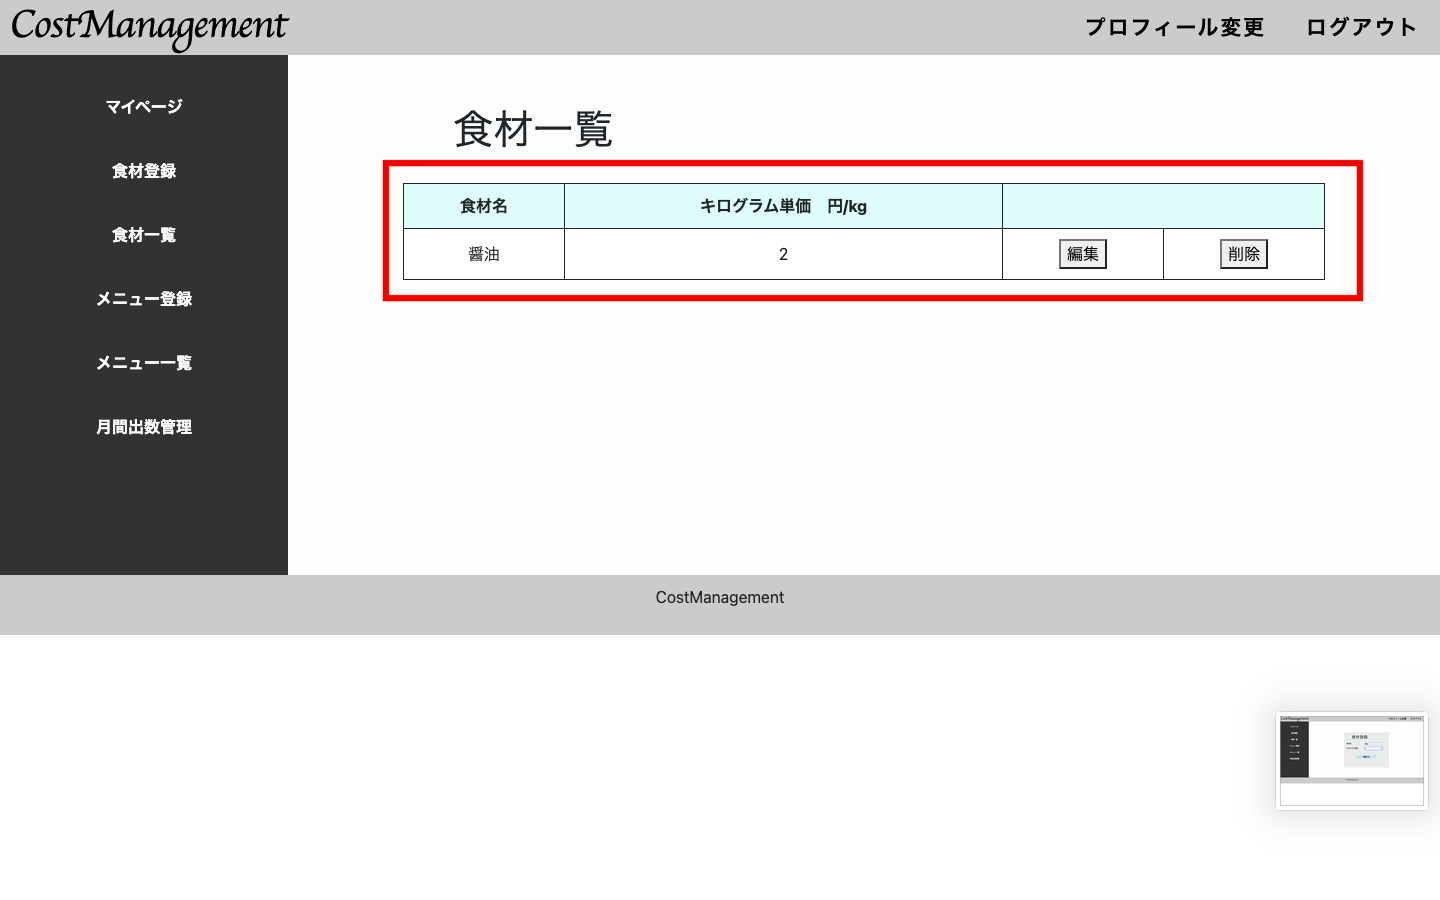 CostManagement
プロフィール変更 ログアウト
マイページ
食材登録
食材一覧
メニュー登録
メニュー一覧
月間出数管理
食材一覧
食材名 キログラム単価　円/kg
醤油 2 編集 削除
CostManagement